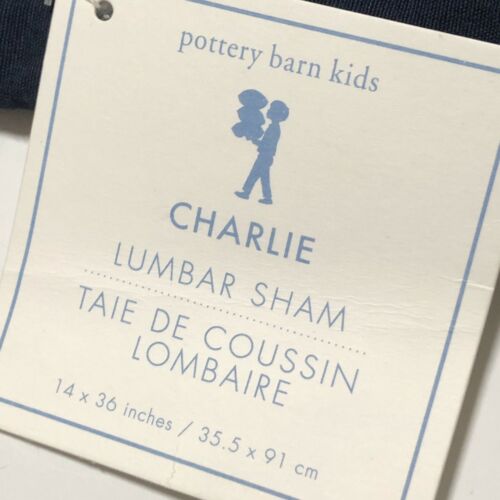 pottery barn kids
CHARLIE
LUMBAR SHAM
TAIE DE COUSSIN
LOMBAIRE
14 x 36 inches / 35.5 x 91 cm